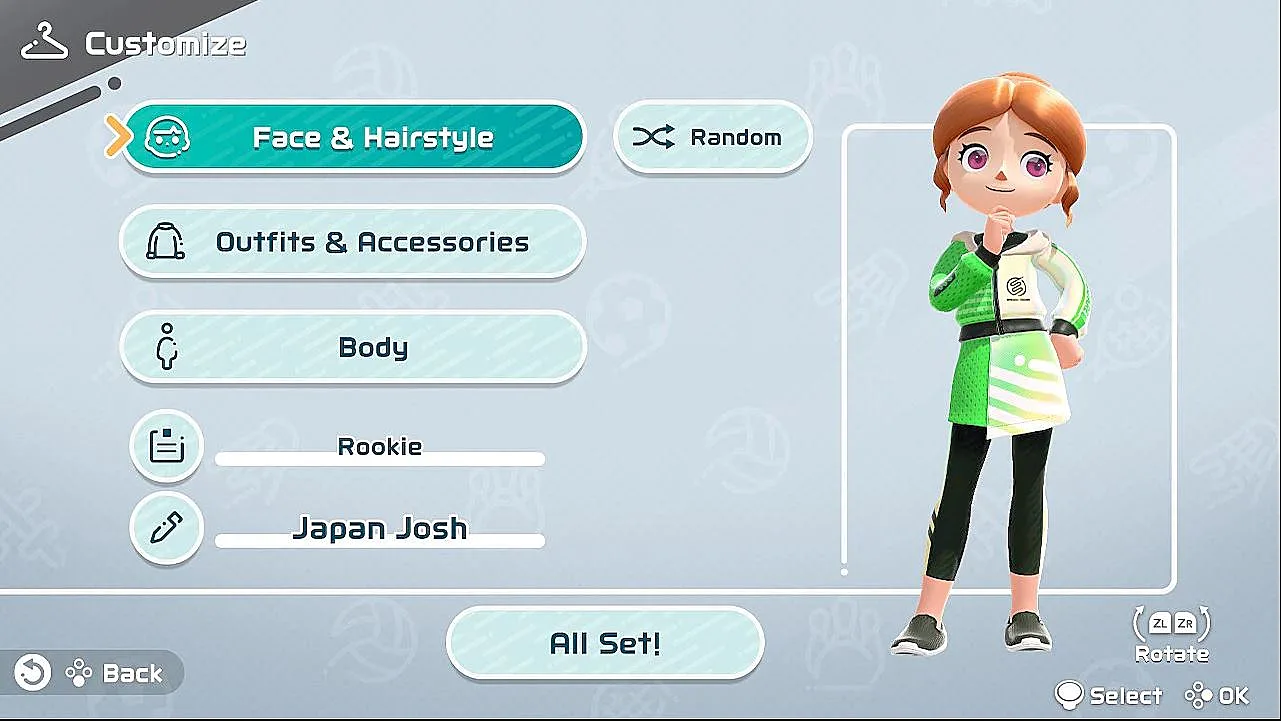 Customize
Face & Hairstyle
Random
Outfits & Accessories
Body
Rookie
Japan Josh
All Set!
ZL ZR
Rotate
Back
Select
OK